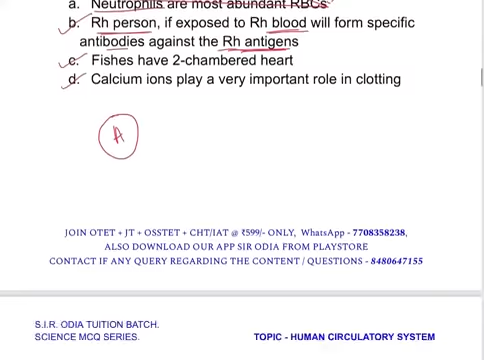 a. Neutrophils are most abundant RBCs
b. Rh person, if exposed to Rh blood will form specific
antibodies against the Rh antigens
c. Fishes have 2-chambered heart
d. Calcium ions play a very important role in clotting
A
JOIN OTET + JT + OSSTET + CHT/IAT @ ₹599/- ONLY, WhatsApp - 7708358238,
ALSO DOWNLOAD OUR APP SIR ODIA FROM PLAYSTORE
CONTACT IF ANY QUERY REGARDING THE CONTENT / QUESTIONS - 8480647155
S.I.R. ODIA TUITION BATCH.
SCIENCE MCQ SERIES. TOPIC - HUMAN CIRCULATORY SYSTEM